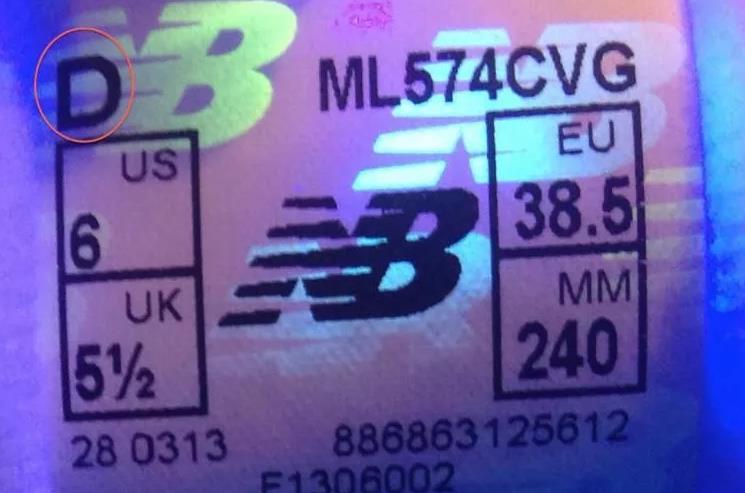 D ML574CVG
US EU
6 38.5
UK MM
5½ 240
28 0313 886863125612
E1306002